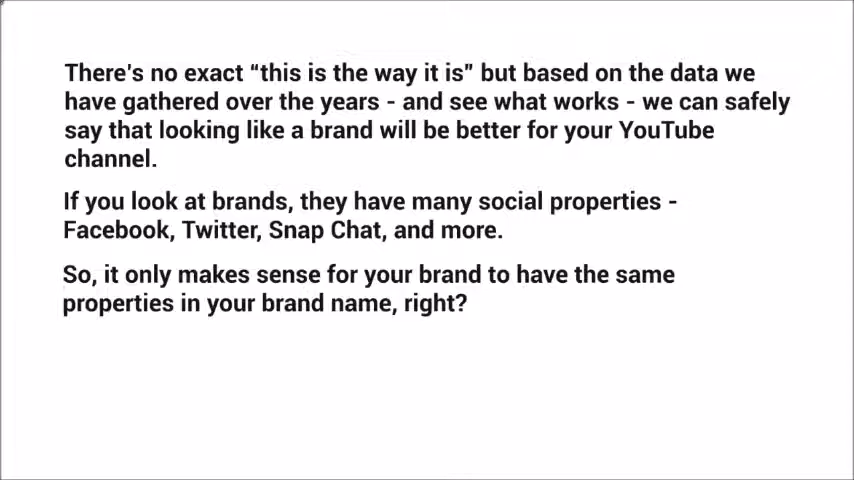 There's no exact “this is the way it is” but based on the data we
have gathered over the years - and see what works - we can safely
say that looking like a brand will be better for your YouTube
channel.
If you look at brands, they have many social properties -
Facebook, Twitter, Snap Chat, and more.
So, it only makes sense for your brand to have the same
properties in your brand name, right?